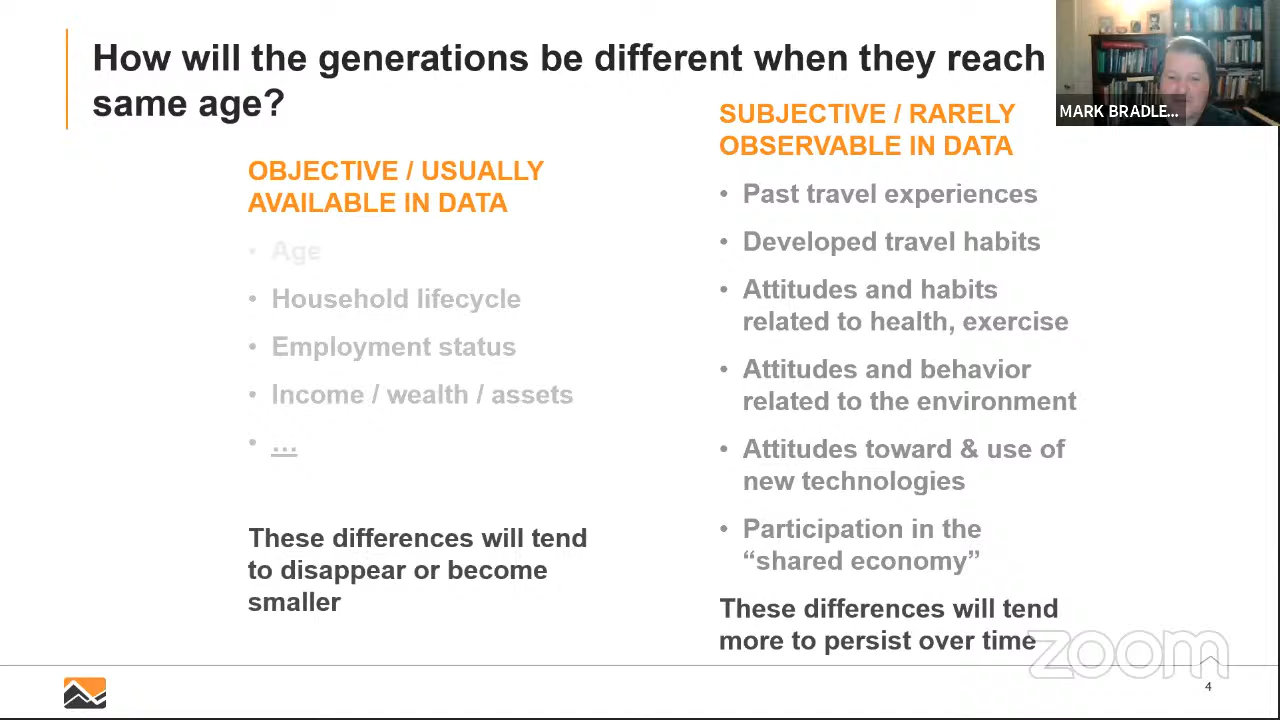 How will the generations be different when they reach
same age?
MARK BRADLE...
OBJECTIVE / USUALLY
AVAILABLE IN DATA
• Age
• Household lifecycle
• Employment status
• Income / wealth / assets
• ...
These differences will tend
to disappear or become
smaller
SUBJECTIVE / RARELY
OBSERVABLE IN DATA
• Past travel experiences
• Developed travel habits
• Attitudes and habits
related to health, exercise
• Attitudes and behavior
related to the environment
• Attitudes toward & use of
new technologies
• Participation in the
“shared economy”
These differences will tend
more to persist over time
zoom
4